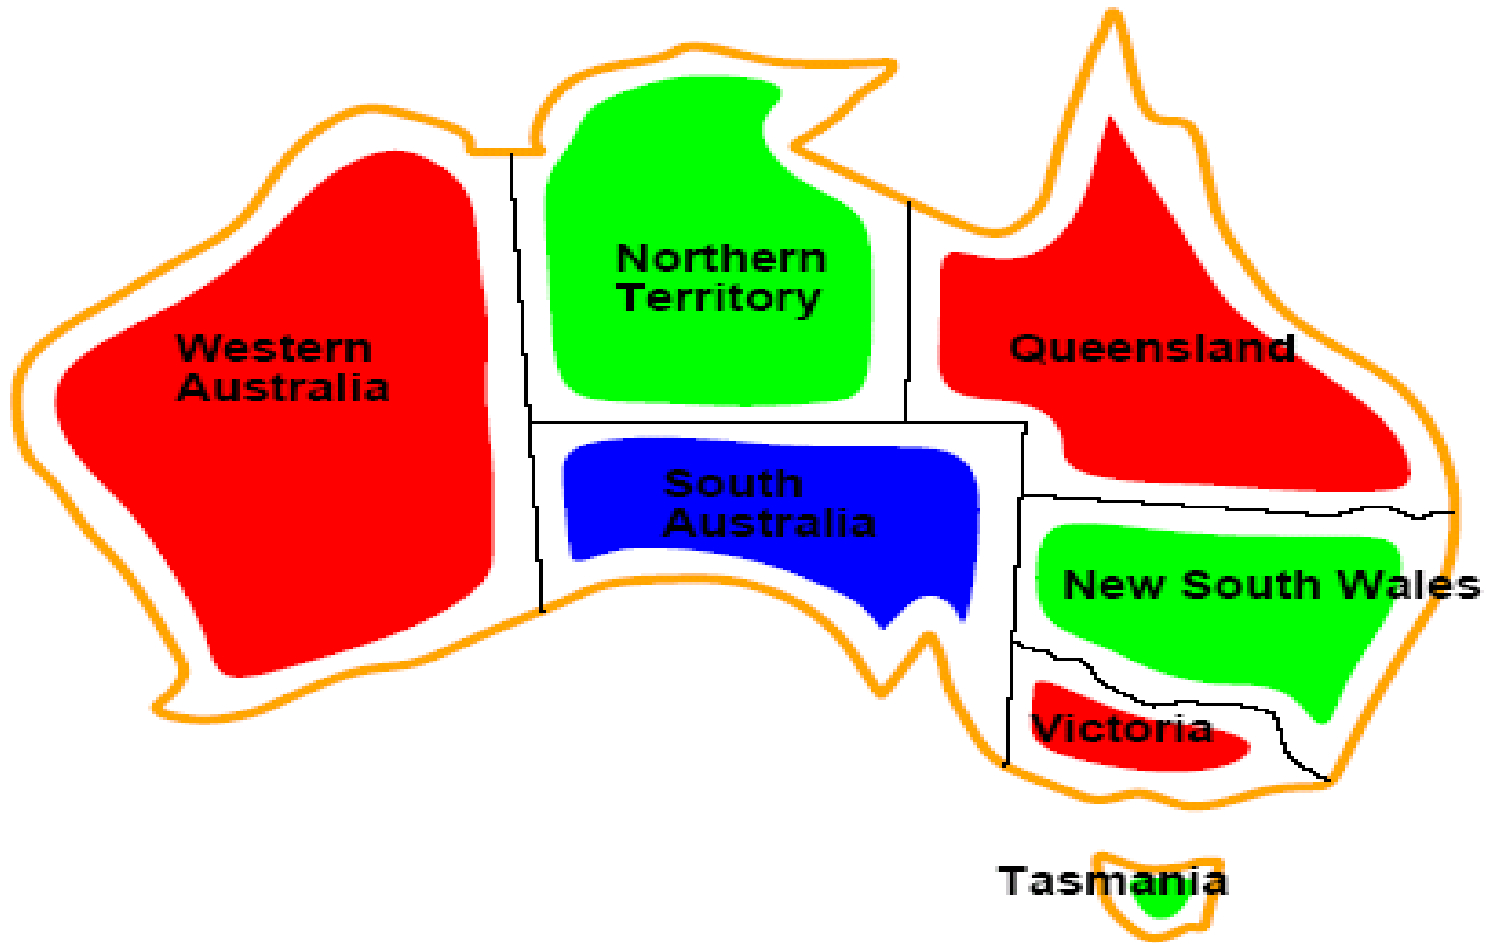 Northern
Territory
Western
Australia
Queensland
South
Australia
New South Wales
Victoria
Tasmania